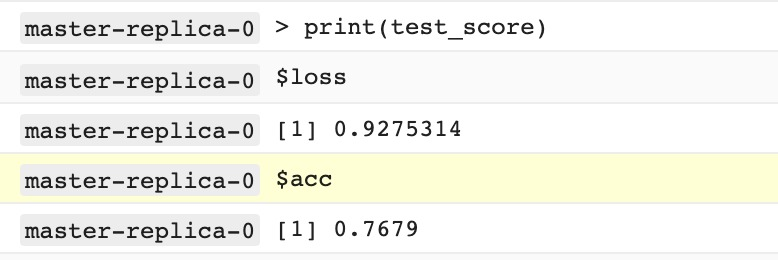 master-replica-0 > print(test_score)
master-replica-0 $loss
master-replica-0 [1] 0.9275314
master-replica-0 $acc
master-replica-0 [1] 0.7679